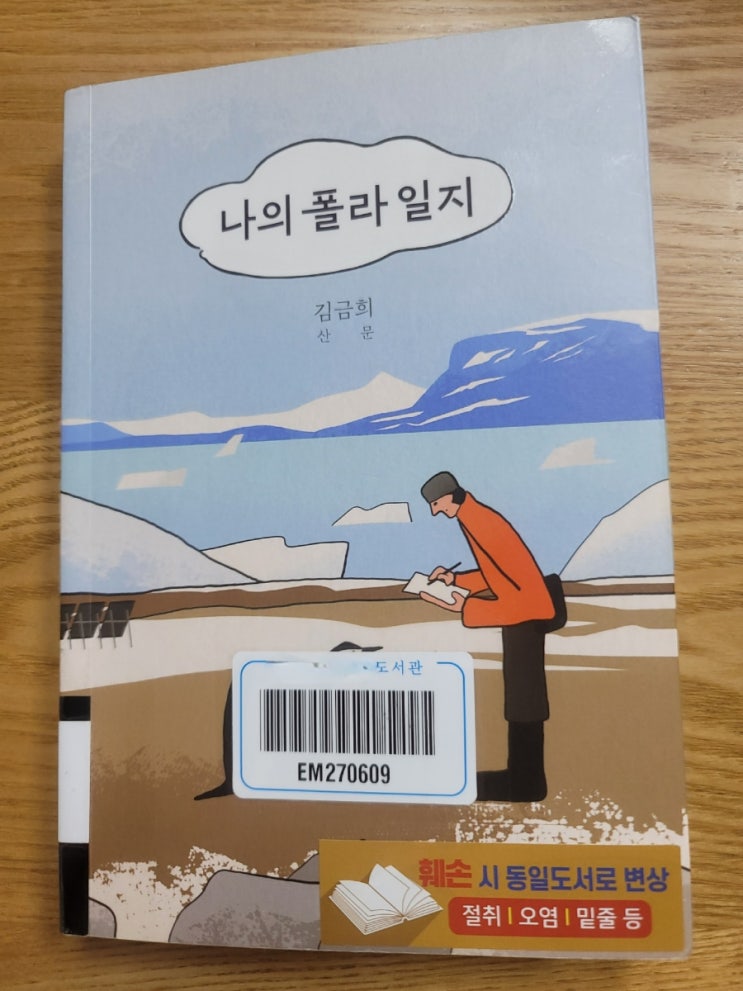 나의 폴라 일지
김금희
산 문
도서관
EM270609
훼손 시 동일도서로 변상
절취 | 오염 | 밑줄 등